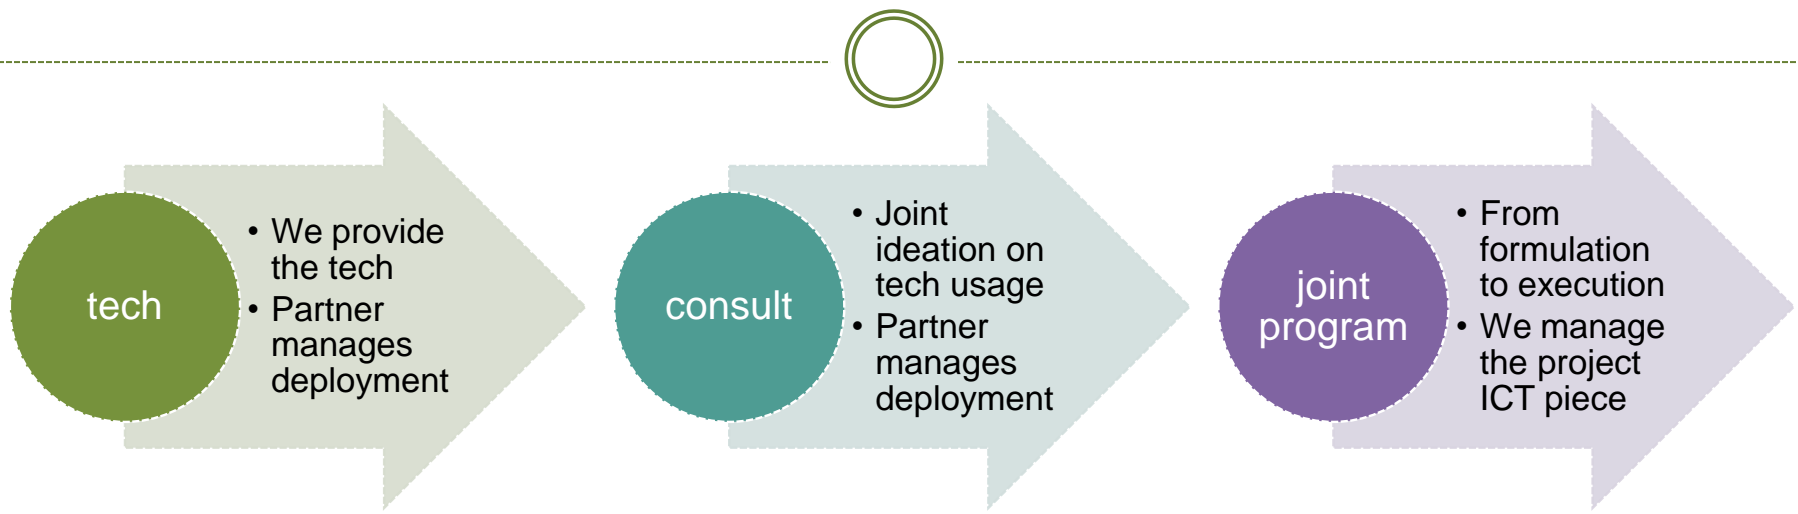 tech
• We provide
the tech
• Partner
manages
deployment
consult
• Joint
ideation on
tech usage
• Partner
manages
deployment
joint
program
• From
formulation
to execution
• We manage
the project
ICT piece